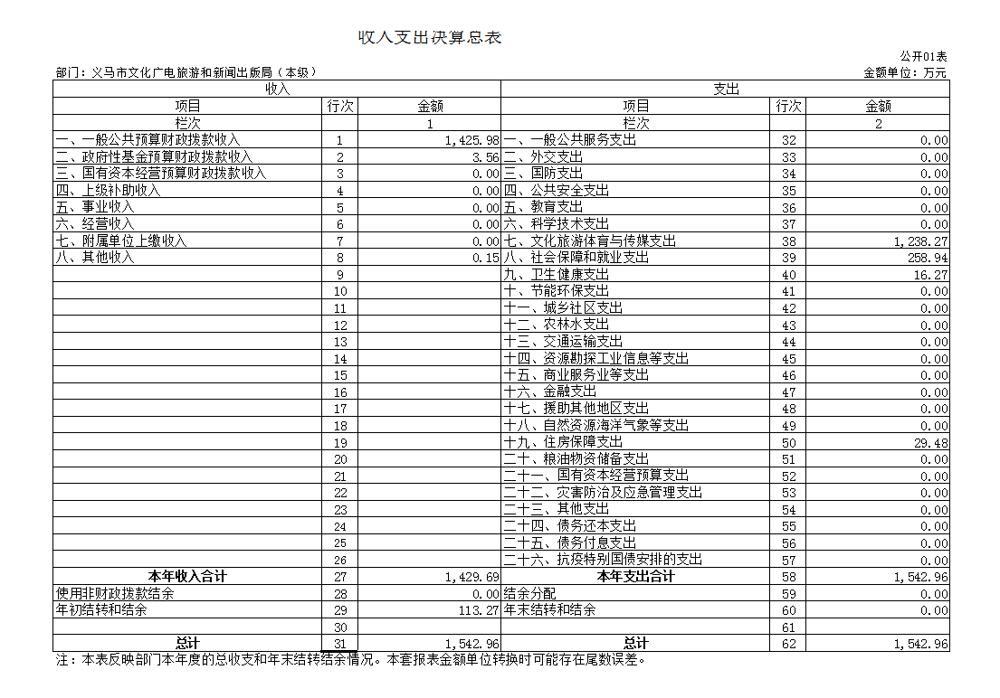 收入支出决算总表
公开01表
部门：义马市文化广电旅游和新闻出版局（本级） 金额单位：万元
收入 支出
项目 行次 金额 项目 行次 金额
栏次 1 栏次 2
一、一般公共预算财政拨款收入 1 1,425.98 一、一般公共服务支出 32 0.00
二、政府性基金预算财政拨款收入 2 3.56 二、外交支出 33 0.00
三、国有资本经营预算财政拨款收入 3 0.00 三、国防支出 34 0.00
四、上级补助收入 4 0.00 四、公共安全支出 35 0.00
五、事业收入 5 0.00 五、教育支出 36 0.00
六、经营收入 6 0.00 六、科学技术支出 37 0.00
七、附属单位上缴收入 7 0.00 七、文化旅游体育与传媒支出 38 1,238.27
八、其他收入 8 0.15 八、社会保障和就业支出 39 258.94
9 九、卫生健康支出 40 16.27
10 十、节能环保支出 41 0.00
11 十一、城乡社区支出 42 0.00
12 十二、农林水支出 43 0.00
13 十三、交通运输支出 44 0.00
14 十四、资源勘探工业信息等支出 45 0.00
15 十五、商业服务业等支出 46 0.00
16 十六、金融支出 47 0.00
17 十七、援助其他地区支出 48 0.00
18 十八、自然资源海洋气象等支出 49 0.00
19 十九、住房保障支出 50 29.48
20 二十、粮油物资储备支出 51 0.00
21 二十一、国有资本经营预算支出 52 0.00
22 二十二、灾害防治及应急管理支出 53 0.00
23 二十三、其他支出 54 0.00
24 二十四、债务还本支出 55 0.00
25 二十五、债务付息支出 56 0.00
26 二十六、抗疫特别国债安排的支出 57 0.00
本年收入合计 27 1,429.69 本年支出合计 58 1,542.96
使用非财政拨款结余 28 0.00 结余分配 59 0.00
年初结转和结余 29 113.27 年末结转和结余 60 0.00
30 61
总计 31 1,542.96 总计 62 1,542.96
注：本表反映部门本年度的总收支和年末结转结余情况。本套报表金额单位转换时可能存在尾数误差。